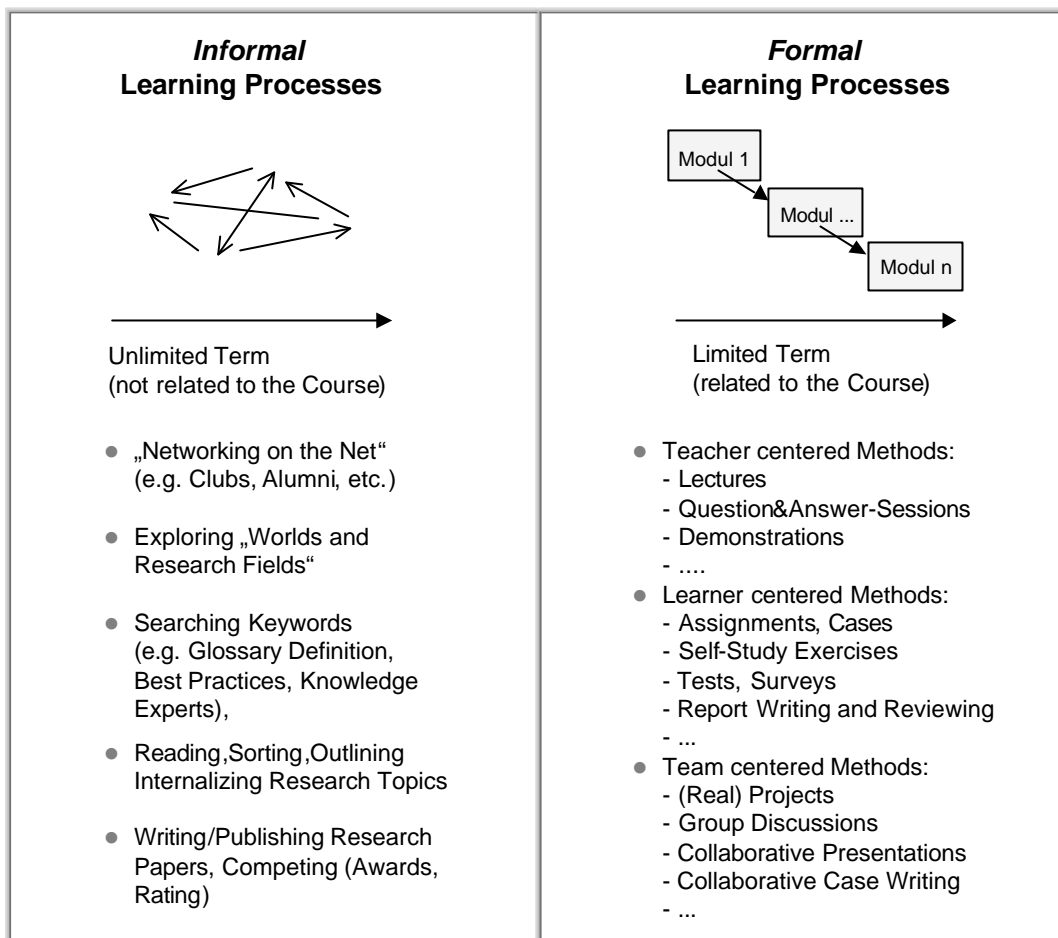 Informal
Learning Processes
Unlimited Term
(not related to the Course)
● „Networking on the Net“
(e.g. Clubs, Alumni, etc.)
● Exploring „Worlds and
Research Fields“
● Searching Keywords
(e.g. Glossary Definition,
Best Practices, Knowledge
Experts),
● Reading,Sorting,Outlining
Internalizing Research Topics
● Writing/Publishing Research
Papers, Competing (Awards,
Rating)
Formal
Learning Processes
Modul 1
Modul ...
Modul n
Limited Term
(related to the Course)
● Teacher centered Methods:
- Lectures
- Question&Answer-Sessions
- Demonstrations
- ....
● Learner centered Methods:
- Assignments, Cases
- Self-Study Exercises
- Tests, Surveys
- Report Writing and Reviewing
- ...
● Team centered Methods:
- (Real) Projects
- Group Discussions
- Collaborative Presentations
- Collaborative Case Writing
- ...